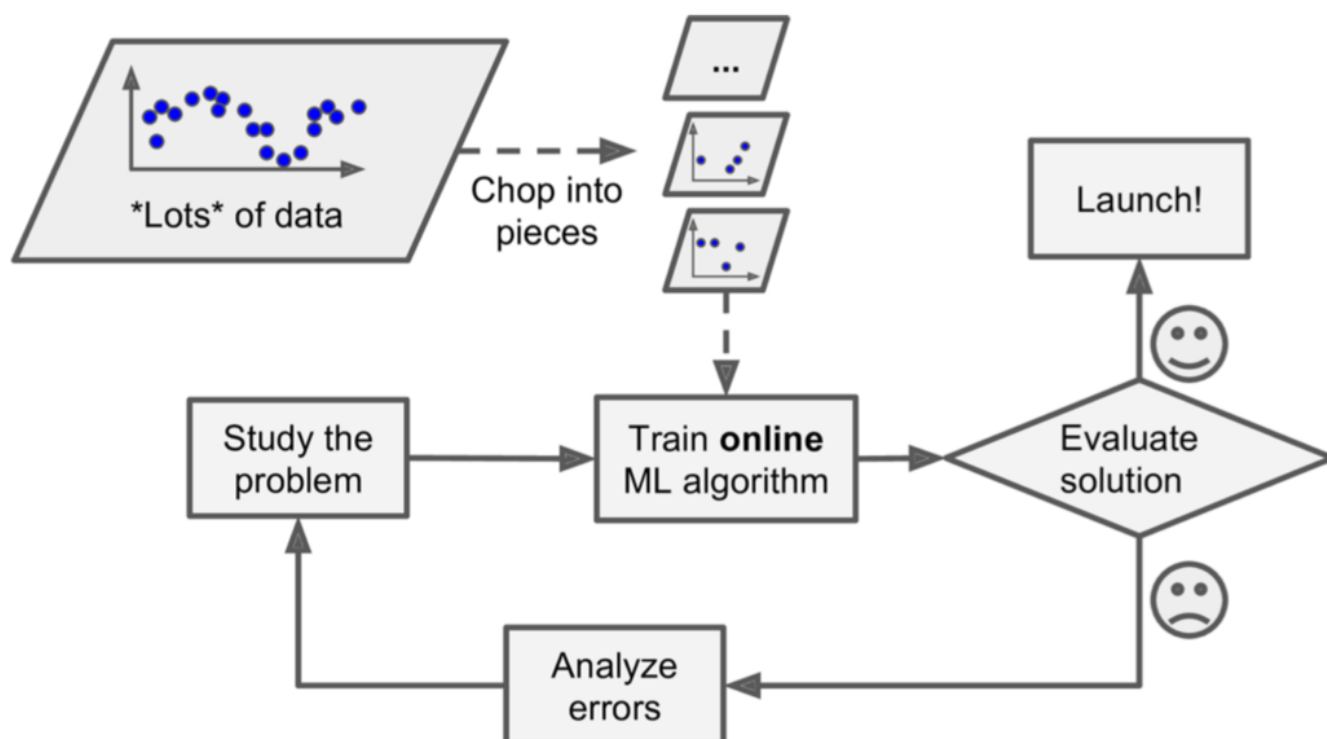 ...
*Lots* of data
Chop into
pieces
Launch!
Study the
problem
Train online
ML algorithm
Evaluate
solution
Analyze
errors